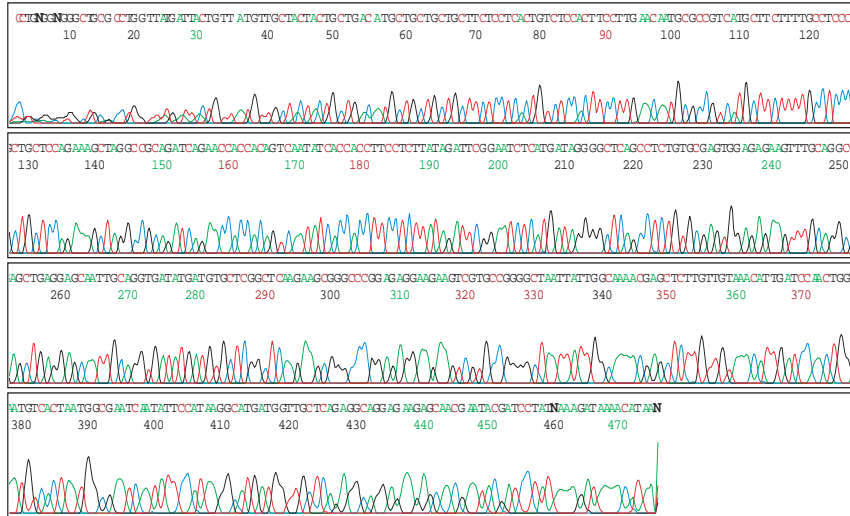 CCTGNGGNGGGCTGCGCCTGGTTATGATTACTGTTATGTTGCTACTACTGCTGACATGCTGCTGCTGCTTCTCCTCACTGTCTCCACTTCCTTGAACAATGCGCCGTCATGCTTCTTTTGCCTCCC
10 20 30 40 50 60 70 80 90 100 110 120
GCTGCTCCAGAAAGCTAGGCCGCAGATCAGAACCACCACAGTCAATATCACCACCTTCCTCTTATAGATTCGGAATCTCATGATAGGGGCTCAGCCTCTGTGCGAGTGGAGAGAAGTTTGCAGGC
130 140 150 160 170 180 190 200 210 220 230 240 250
AGCTGAGGAGCAATTGCAGGTGATATGATGTGCTCGGCTCAAGAAGCGGGCCCGGAGAGGAAGAAGTCGTGCCGGGGCTAATTATTGGCAAAACGAGCTCTTGTTGTAAACATTGATCCAACTGG
260 270 280 290 300 310 320 330 340 350 360 370
AATGTCACTAATGGCGAATCAATATTCCATAAGGCATGATGGTTGCTCAGAGGCAGGAGAAGAGCAACGAATACGATCCTATNAAAGATAAAACATAAN
380 390 400 410 420 430 440 450 460 470